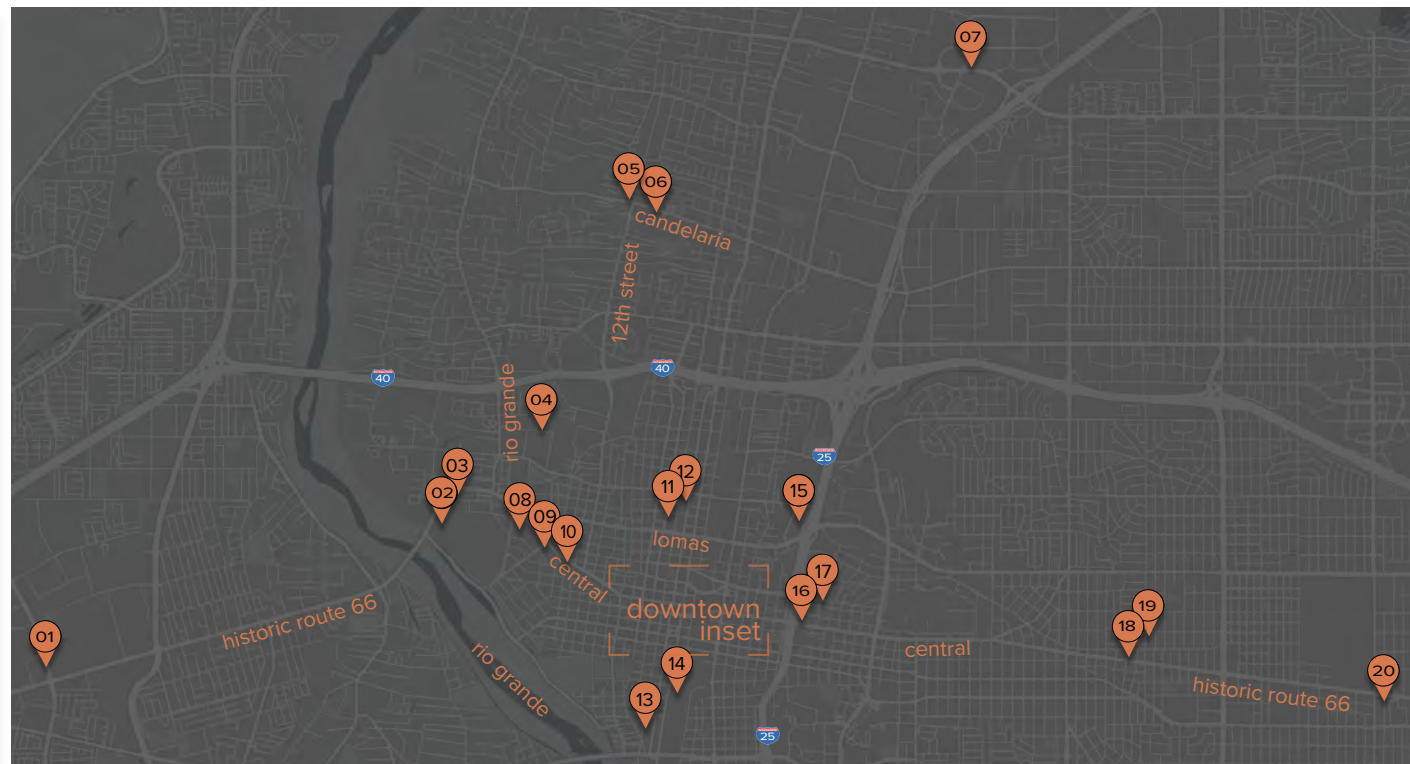 07
05
06
candelaria
12th street
40
40
rio grande
04
25
03
12
02
11
15
08
09
10
lomas
central
17
16
downtown
inset
19
18
historic route 66
01
central
14
20
rio grande
historic route 66
13
25